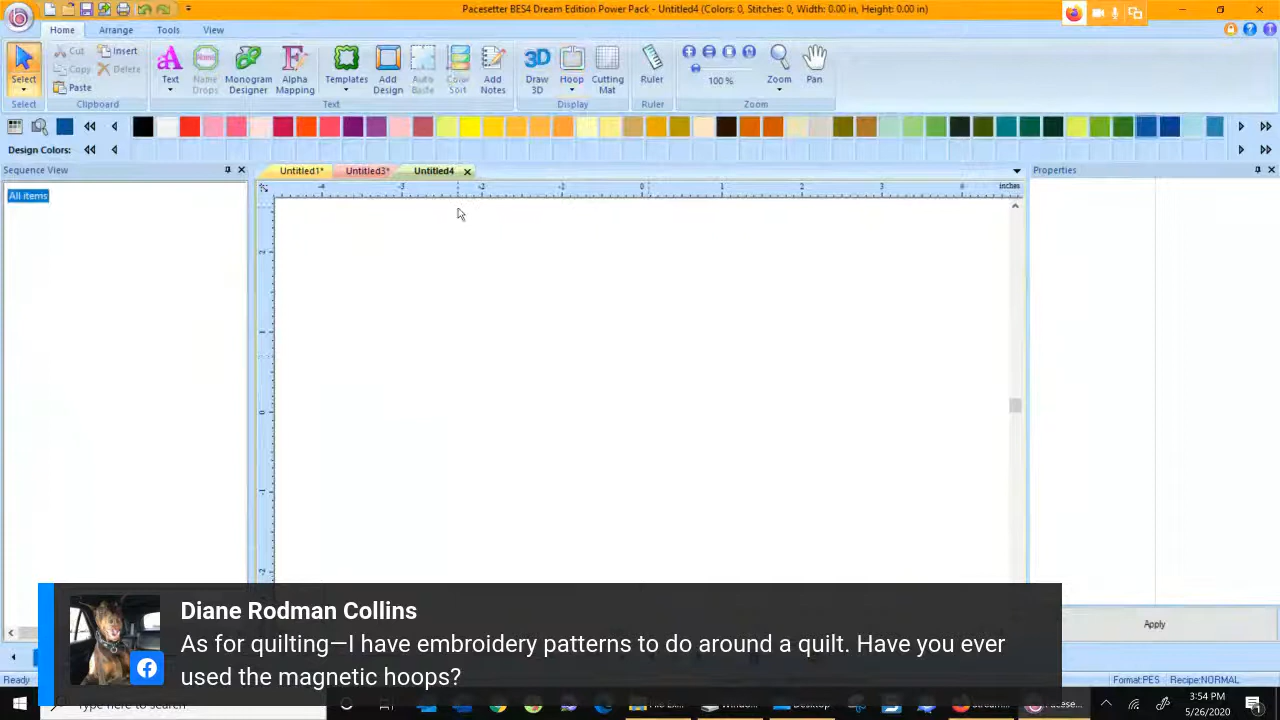 Pacesetter BES4 Dream Edition Power Pack - Untitled4 (Colors: 0, Stitches: 0, Width: 0.00 in, Height: 0.00 in)
Home Arrange Tools View
Select
Cut
Copy
Paste
Insert
Delete
Text
Name Drops
Monogram Designer
Alpha Mapping
Templates
Add Design
Auto Baste
Color Sort
Add Notes
Draw 3D
Hoop
Cutting Mat
Ruler
100 %
Zoom
Pan
Select Clipboard Text Display Ruler Zoom
Design Colors:
Sequence View
Untitled1* Untitled3* Untitled4
Properties
All items
inches
Diane Rodman Collins
As for quilting—I have embroidery patterns to do around a quilt. Have you ever
used the magnetic hoops?
Apply
Ready
Format:PES Recipe:NORMAL
Type here to search
3:54 PM
5/26/2020